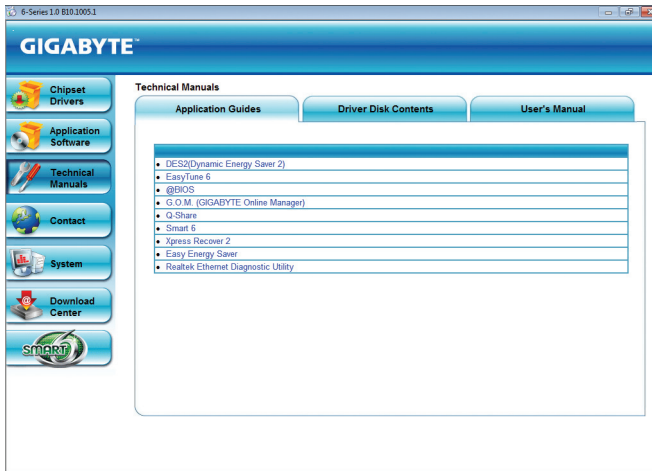 6-Series 1.0 B10.1005.1
GIGABYTE™
Chipset
Drivers
Application
Software
Technical
Manuals
Contact
System
Download
Center
SMART6
Technical Manuals
Application Guides
Driver Disk Contents
User's Manual
• DES2(Dynamic Energy Saver 2)
• EasyTune 6
• @BIOS
• G.O.M. (GIGABYTE Online Manager)
• Q-Share
• Smart 6
• Xpress Recover 2
• Easy Energy Saver
• Realtek Ethernet Diagnostic Utility